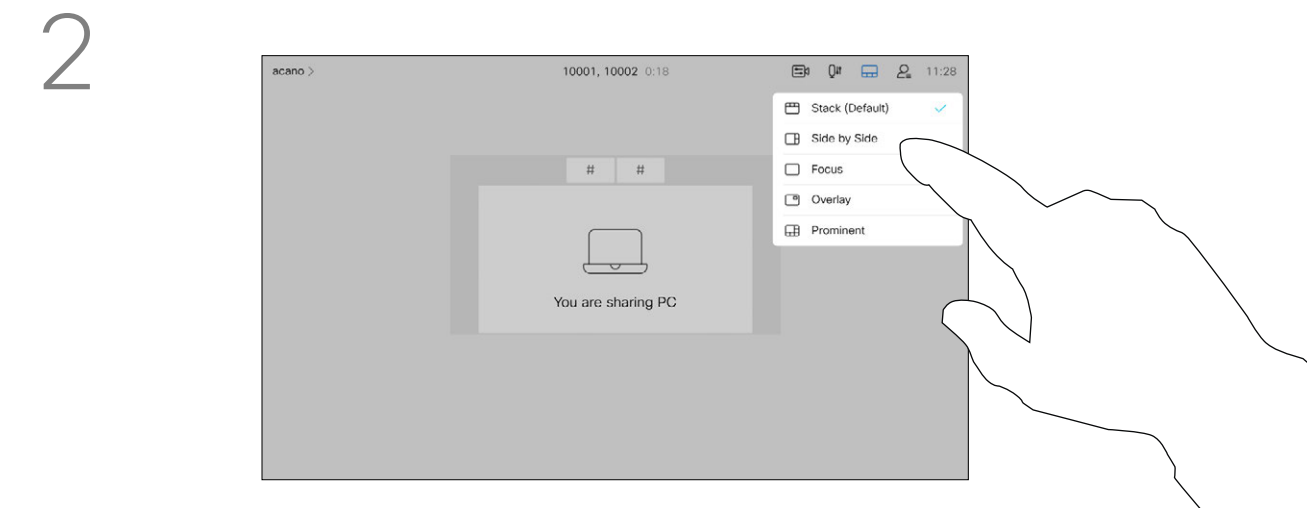 2
acano >
10001, 10002 0:18
11:28
Stack (Default)
Side by Side
Focus
Overlay
Prominent
# #
You are sharing PC